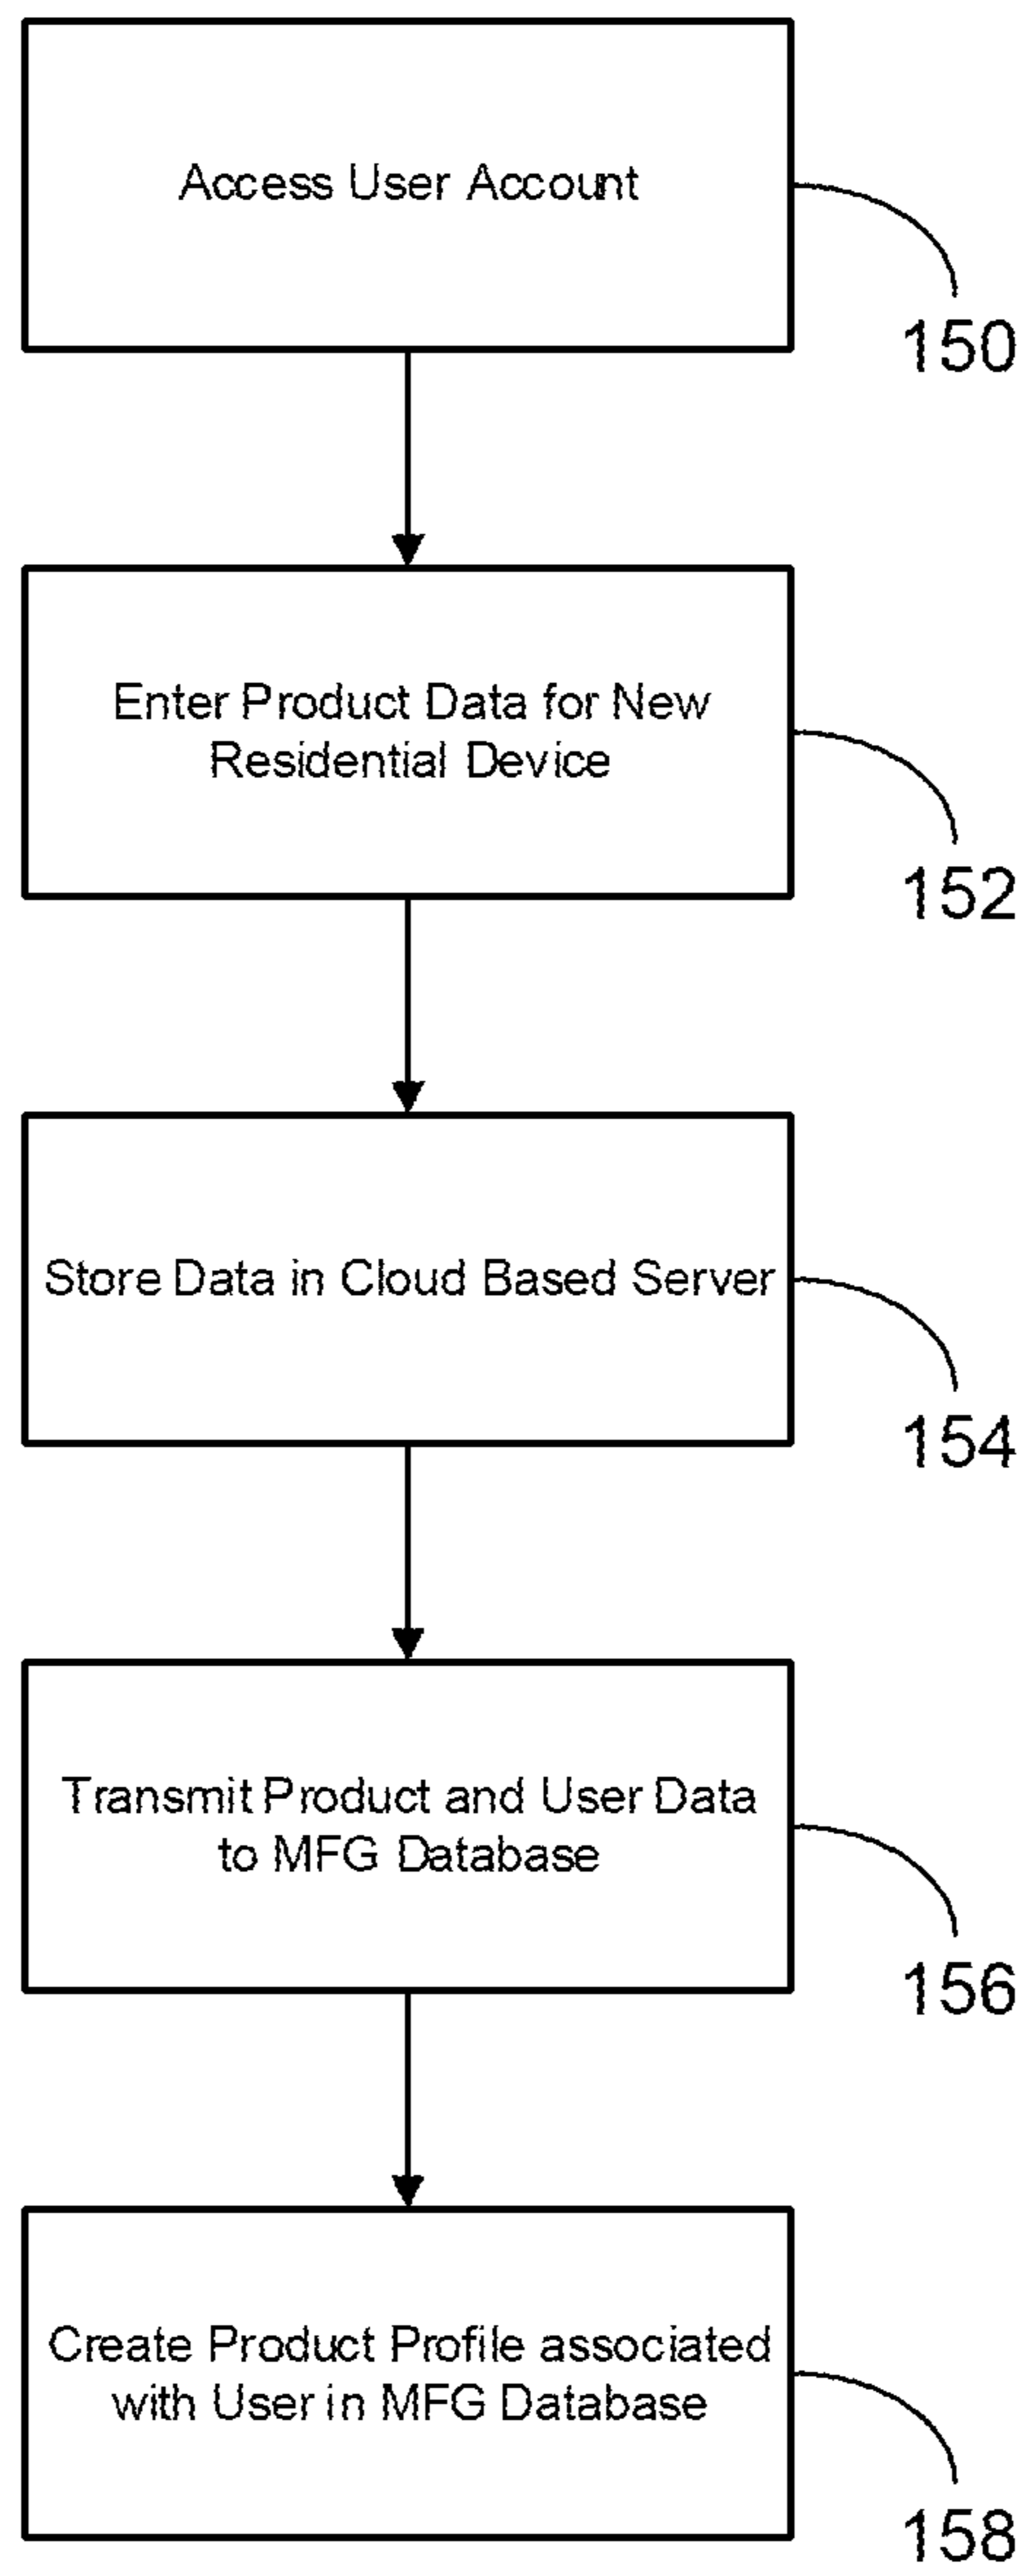 Access User Account
150
Enter Product Data for New
Residential Device
152
Store Data in Cloud Based Server
154
Transmit Product and User Data
to MFG Database
156
Create Product Profile associated
with User in MFG Database
158